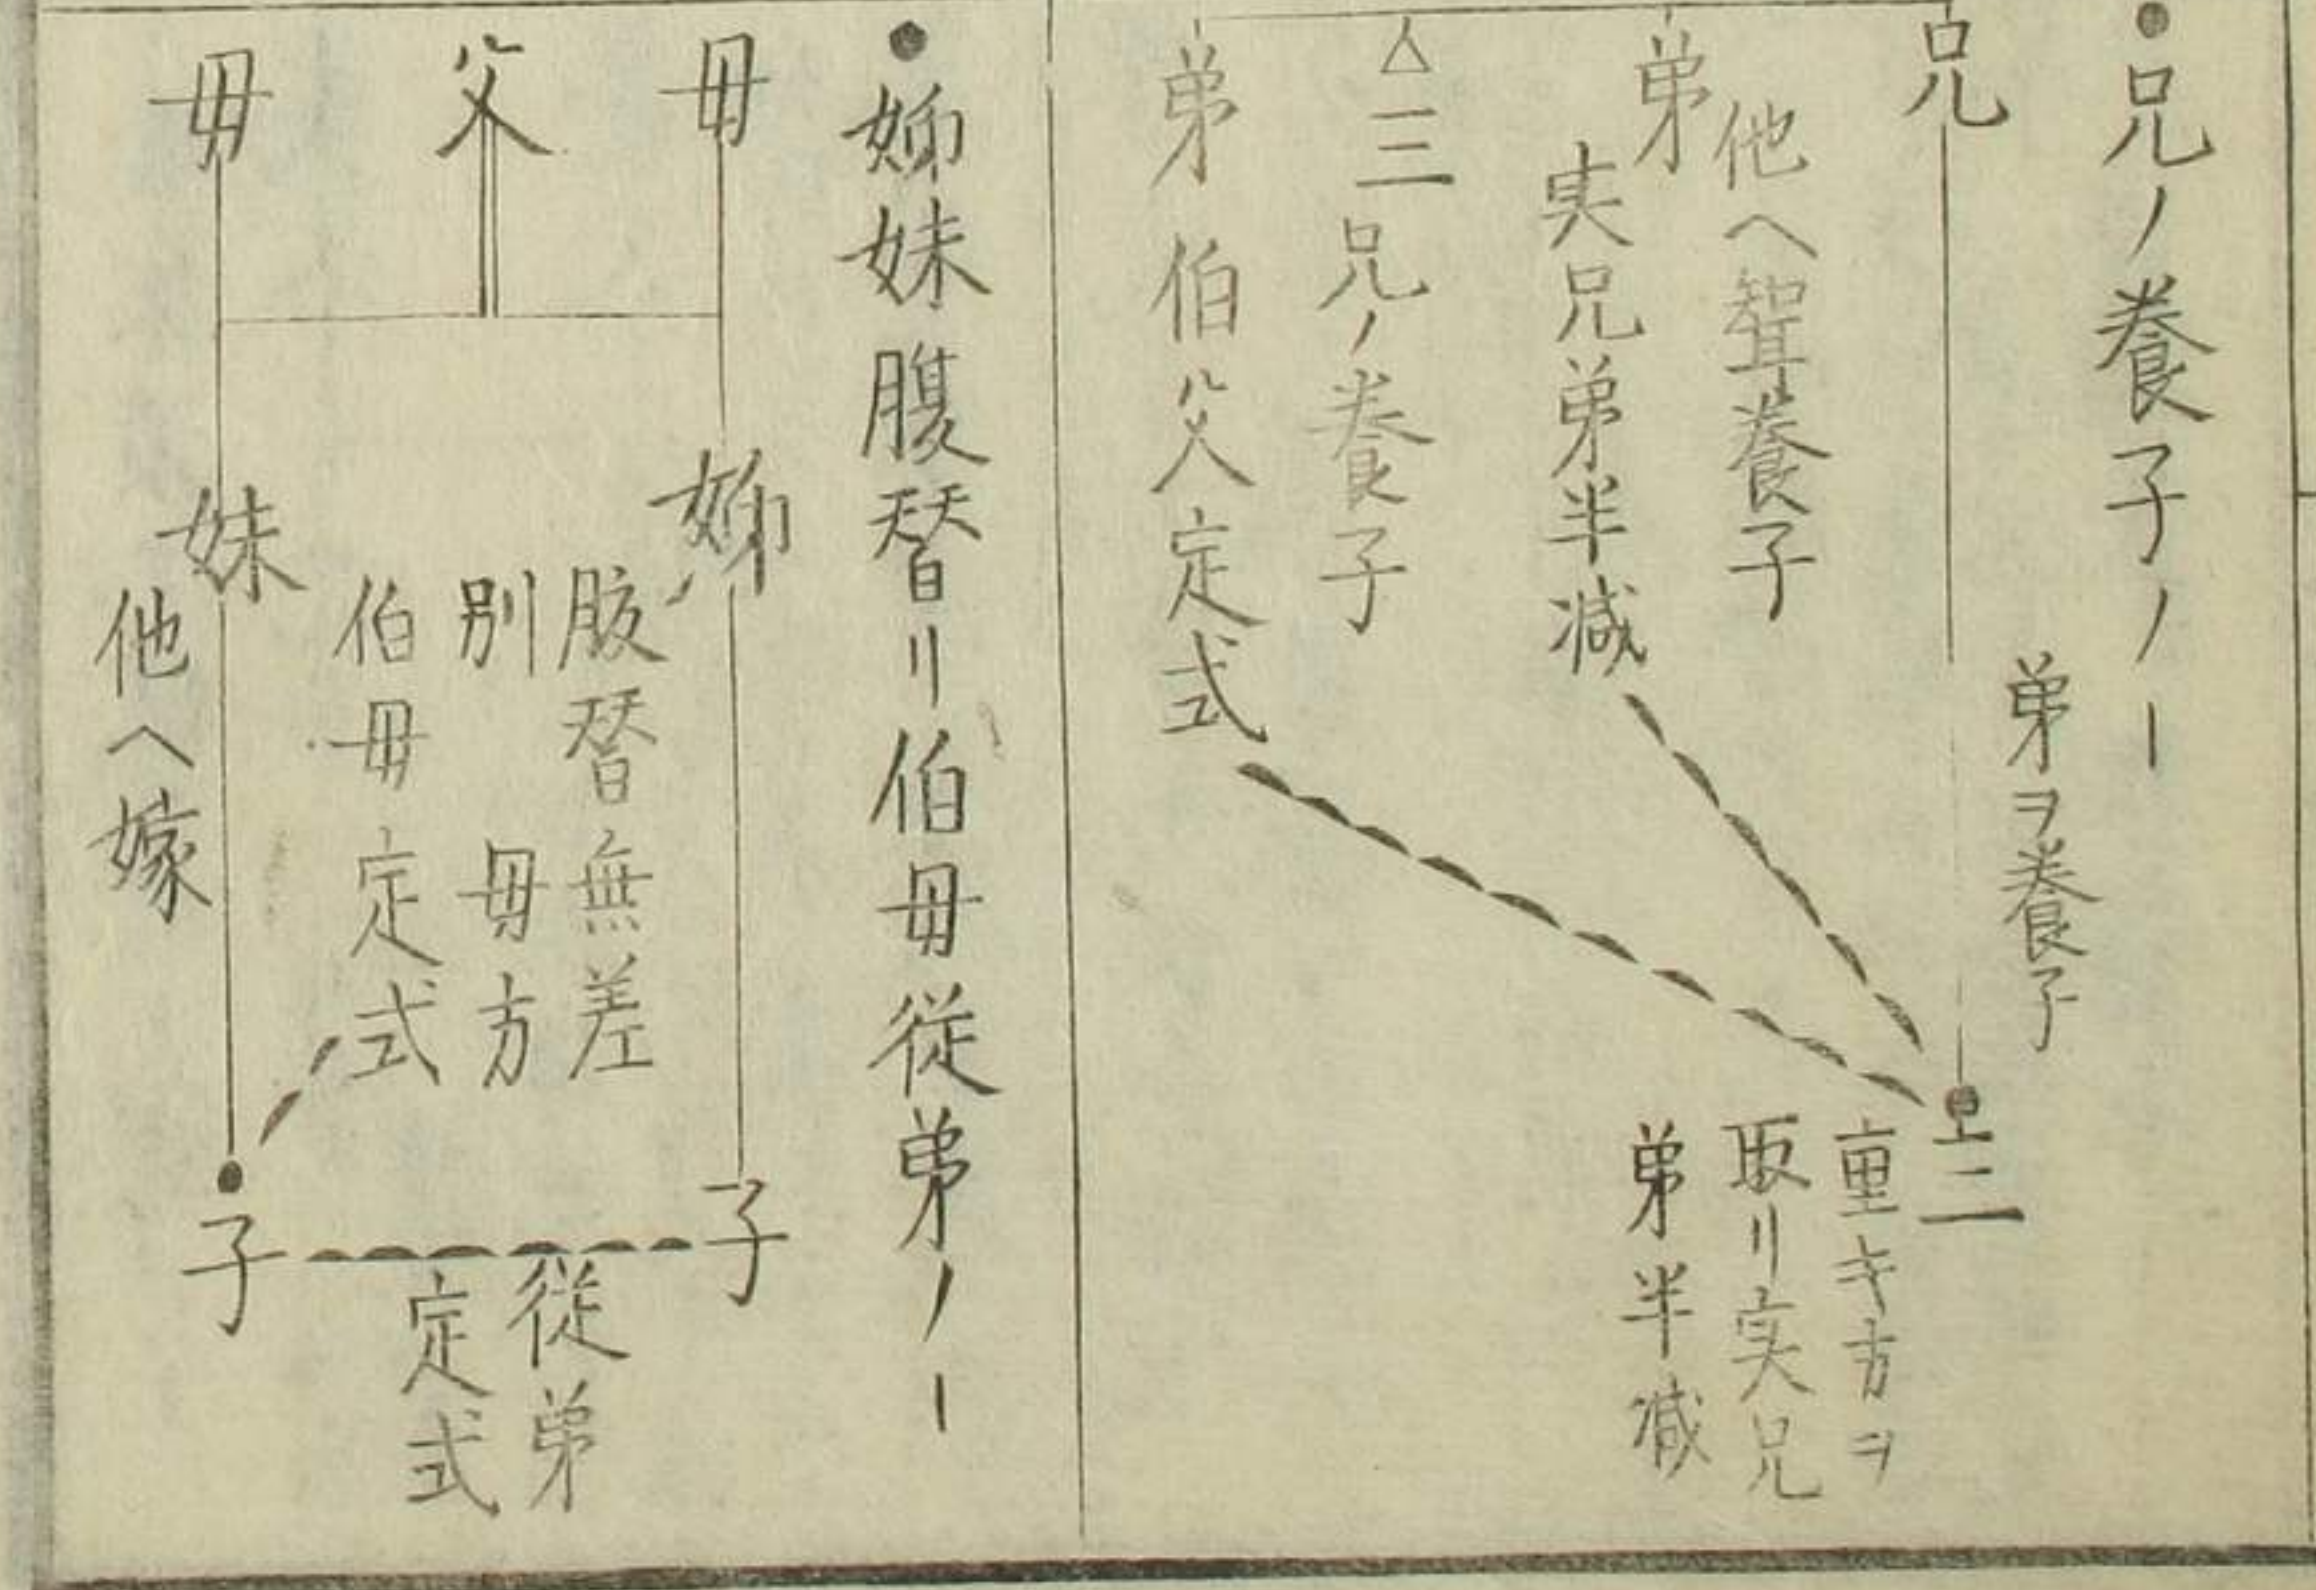 ●兄ノ養子ノー
弟ヲ養子
兄
●二
重キ方ヲ
取リ実兄
弟半減
他ヘ聟養子
弟
実兄弟半減
△三兄ノ養子
弟伯父定式
●姉妹腹替リ伯母従弟ノー
母
姉
子
腹替無差
別 母方
伯母定式
従弟
定式
父
母
妹
他ヘ嫁
●子